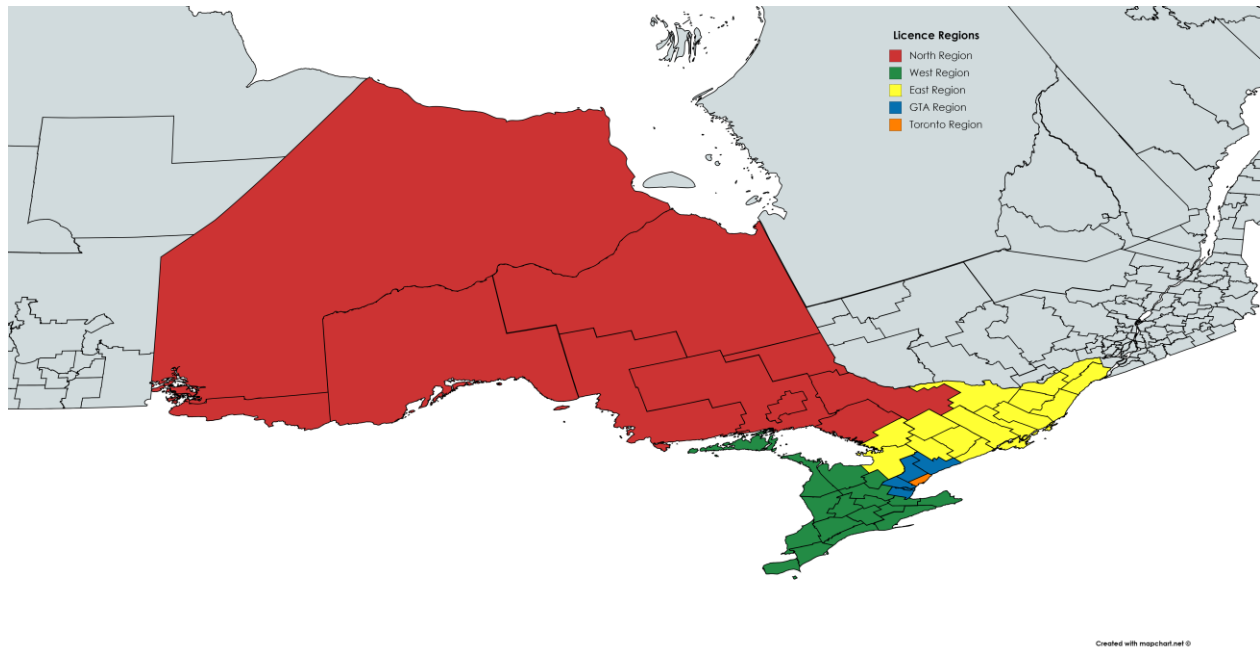 Licence Regions
North Region
West Region
East Region
GTA Region
Toronto Region
Created with mapchart.net ©